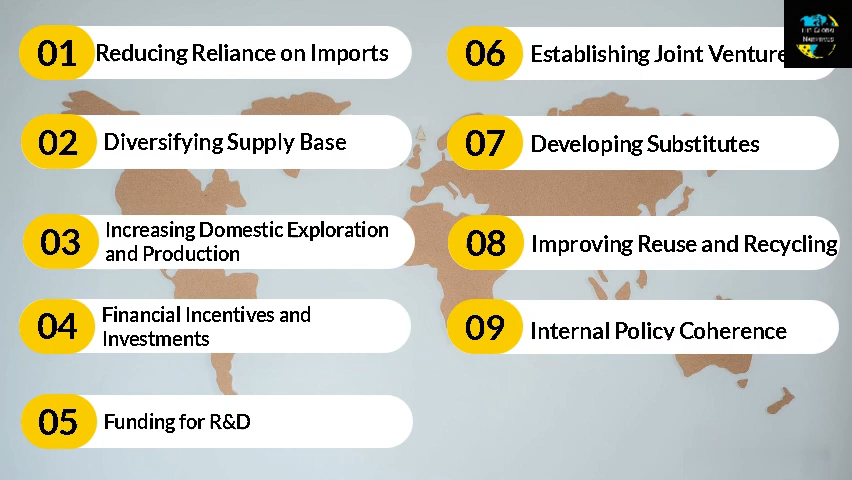 01 Reducing Reliance on Imports
02 Diversifying Supply Base
03 Increasing Domestic Exploration
and Production
04 Financial Incentives and
Investments
05 Funding for R&D
06 Establishing Joint Venture
07 Developing Substitutes
08 Improving Reuse and Recycling
09 Internal Policy Coherence